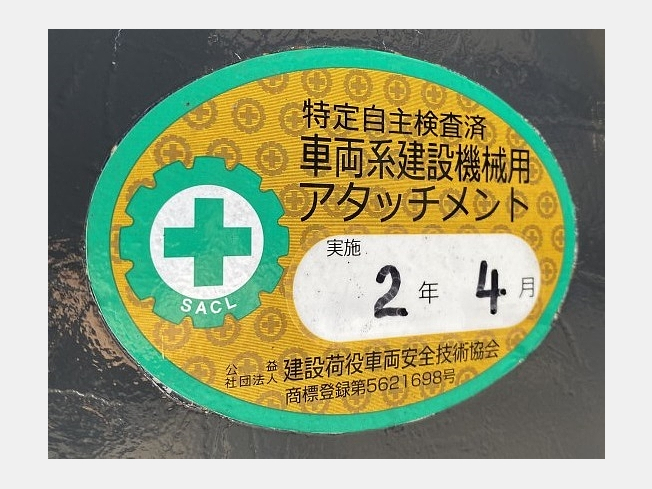 特定自主検査済
車両系建設機械用
アタッチメント
実施
2年 4月
SACL
公益
社団法人 建設荷役車両安全技術協会
商標登録第5621698号